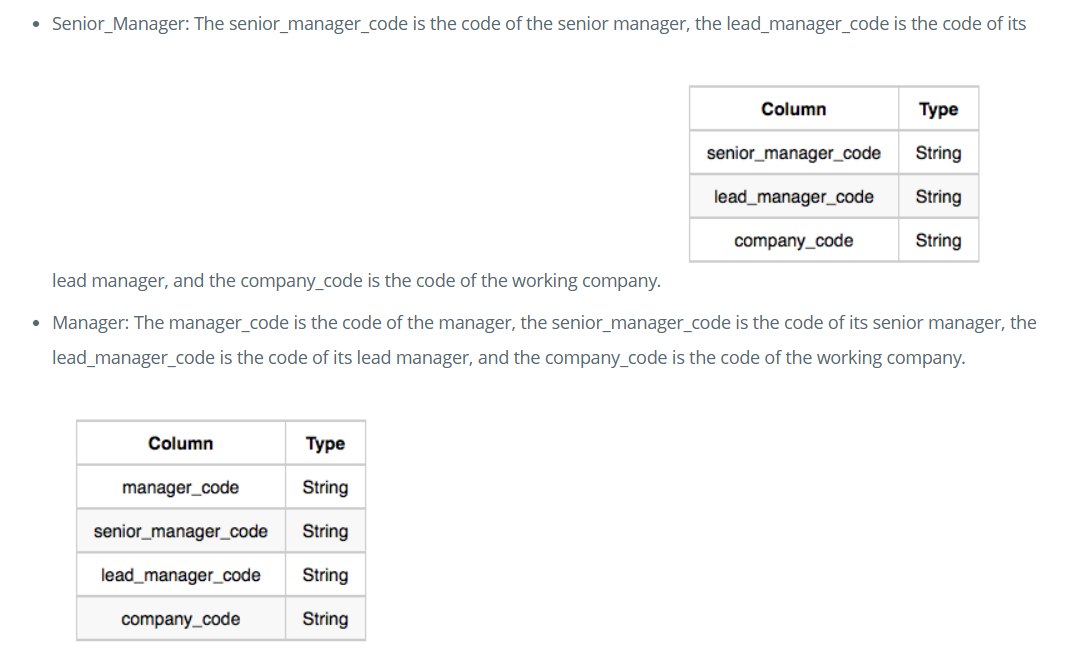 • Senior_Manager: The senior_manager_code is the code of the senior manager, the lead_manager_code is the code of its
Column Type
senior_manager_code String
lead_manager_code String
company_code String
lead manager, and the company_code is the code of the working company.
• Manager: The manager_code is the code of the manager, the senior_manager_code is the code of its senior manager, the
lead_manager_code is the code of its lead manager, and the company_code is the code of the working company.
Column Type
manager_code String
senior_manager_code String
lead_manager_code String
company_code String